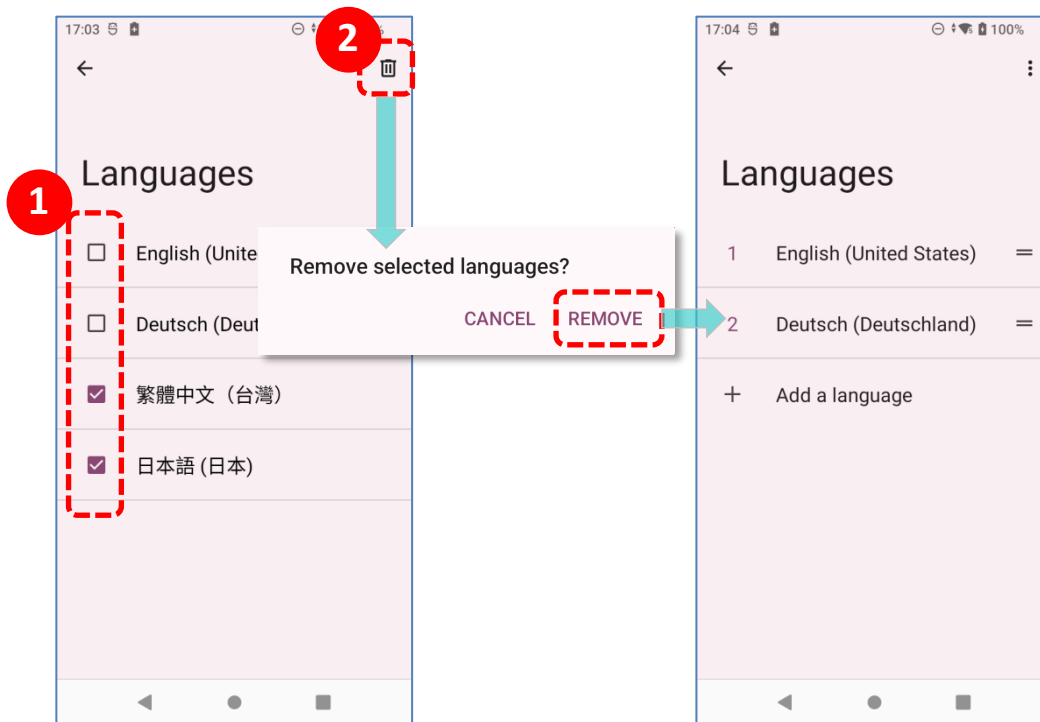 17:03
%
2
Languages
1
English (Unite
Deutsch (Deut
繁體中文（台灣）
日本語 (日本)
Remove selected languages?
CANCEL REMOVE
17:04 100%
Languages
1 English (United States)
2 Deutsch (Deutschland)
+ Add a language